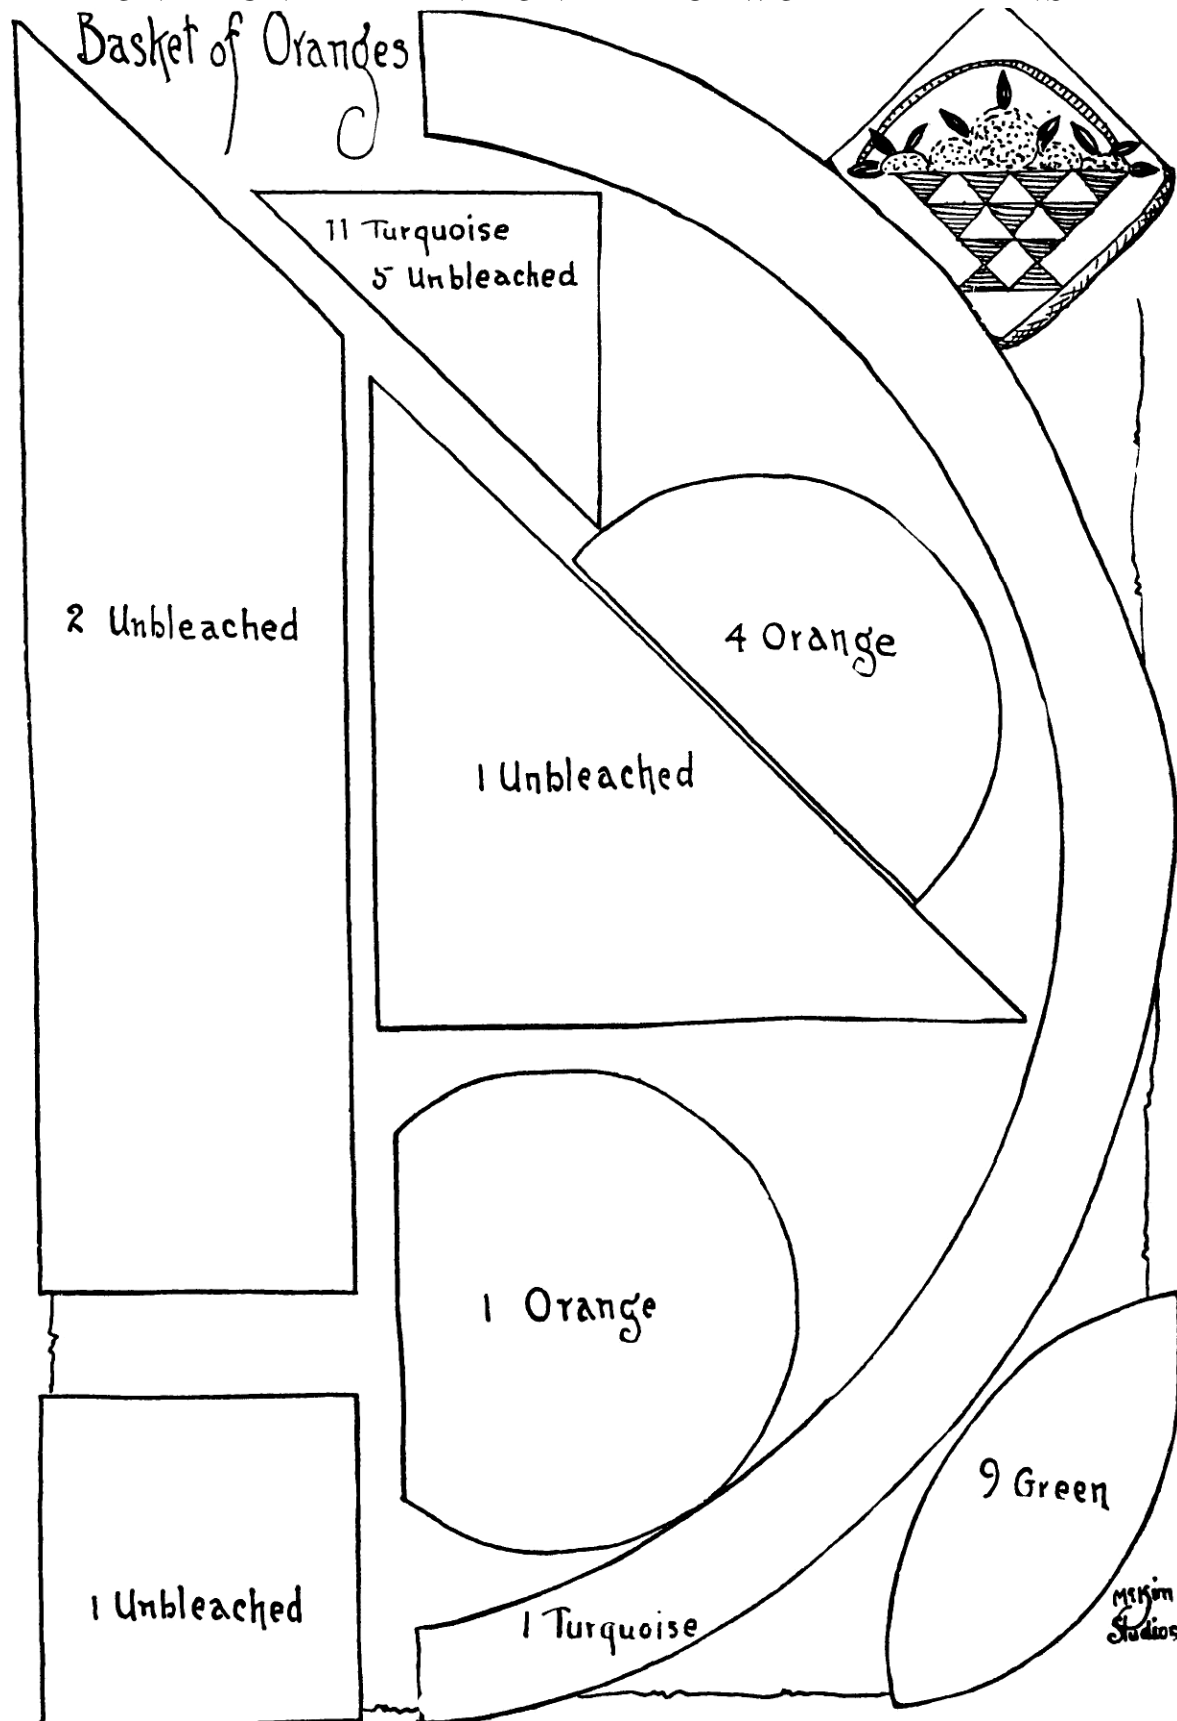 Basket of Oranges
11 Turquoise
5 Unbleached
2 Unbleached
4 Orange
1 Unbleached
1 Orange
9 Green
1 Unbleached
1 Turquoise
McKim
Studios